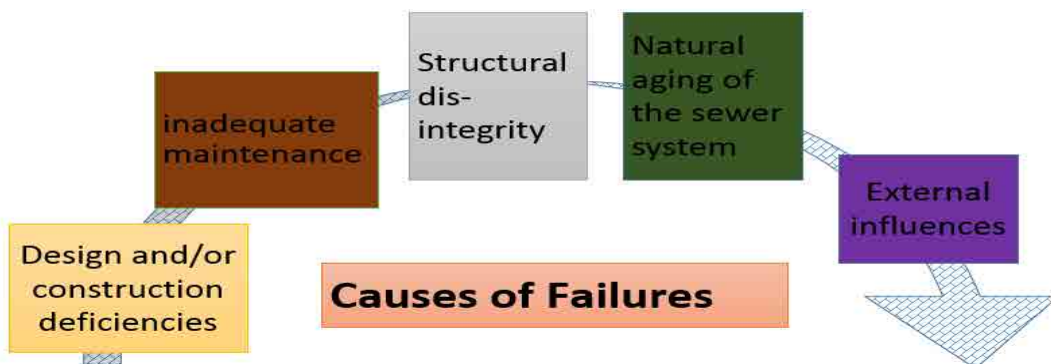 Design and/or
construction
deficiencies
inadequate
maintenance
Structural
dis-
integrity
Natural
aging of
the sewer
system
External
influences
Causes of Failures